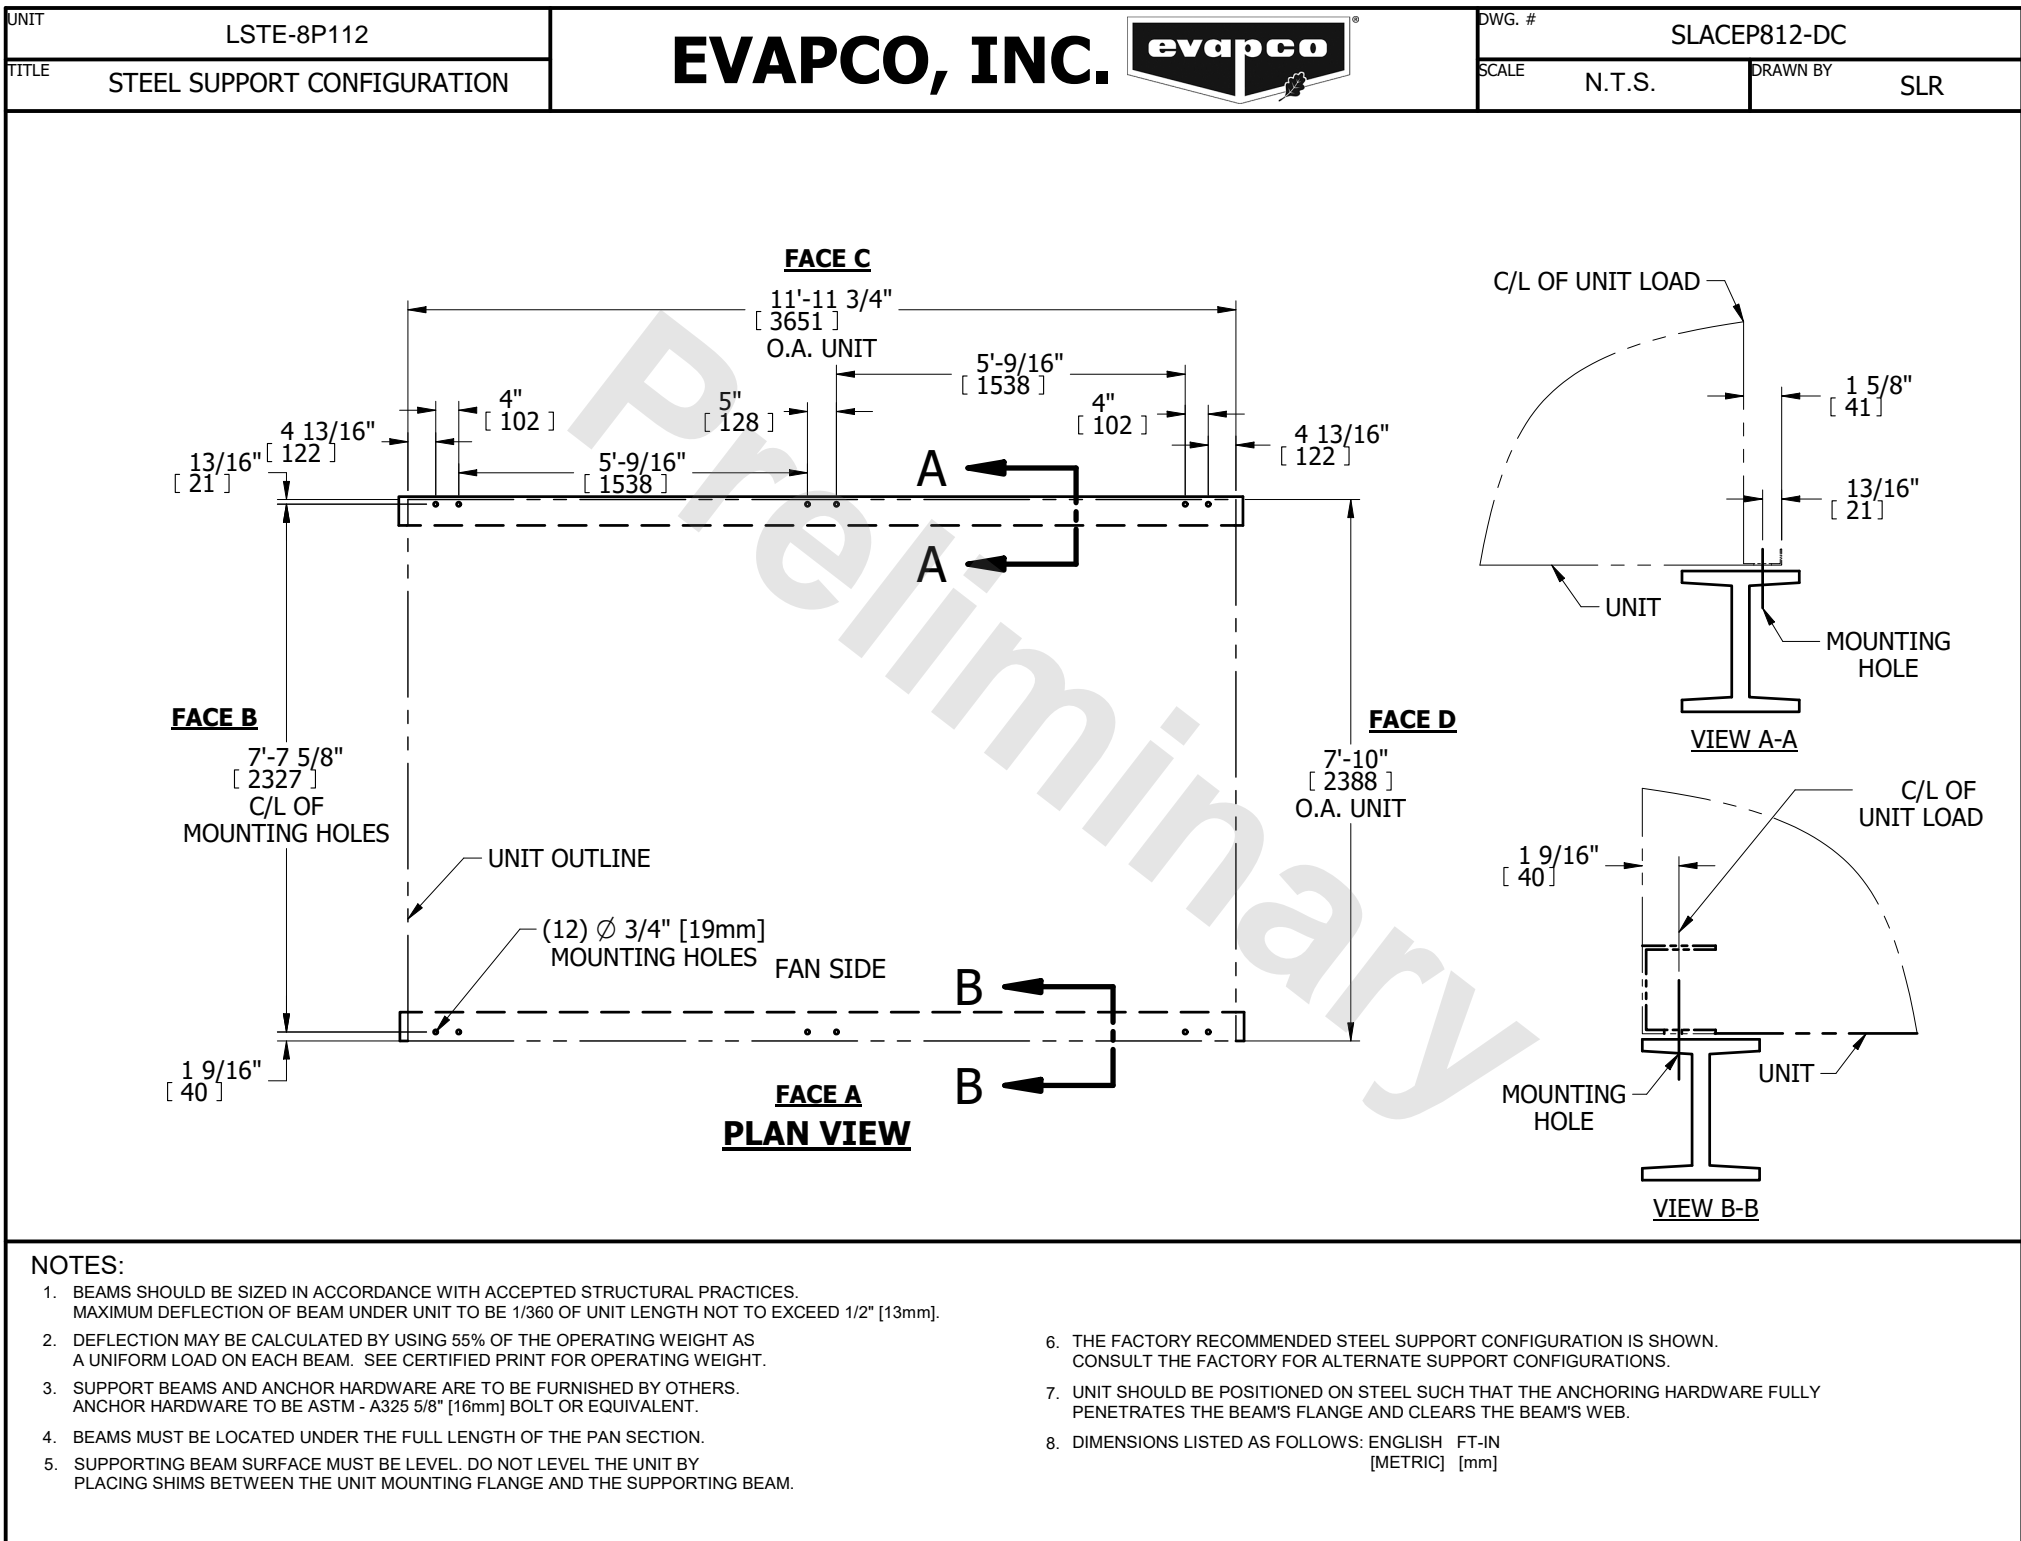 UNIT
LSTE-8P112
TITLE
STEEL SUPPORT CONFIGURATION
EVAPCO, INC.
evapco
®
DWG. #
SLACEP812-DC
SCALE
N.T.S.
DRAWN BY
SLR
FACE C
11'-11 3/4"
[ 3651 ]
O.A. UNIT
5'-9/16"
[ 1538 ]
4"
[ 102 ]
5"
[ 128 ]
4"
[ 102 ]
4 13/16"
[ 122 ]
4 13/16"
[ 122 ]
13/16"
[ 21 ]
5'-9/16"
[ 1538 ]
A
A
FACE B
7'-7 5/8"
[ 2327 ]
C/L OF
MOUNTING HOLES
FACE D
7'-10"
[ 2388 ]
O.A. UNIT
UNIT OUTLINE
(12) Ø 3/4" [19mm]
MOUNTING HOLES
FAN SIDE
B
B
1 9/16"
[ 40 ]
FACE A
PLAN VIEW
Preliminary
C/L OF UNIT LOAD
1 5/8"
[ 41 ]
13/16"
[ 21 ]
UNIT
MOUNTING
HOLE
VIEW A-A
C/L OF
UNIT LOAD
1 9/16"
[ 40 ]
UNIT
MOUNTING
HOLE
VIEW B-B
NOTES:
1. BEAMS SHOULD BE SIZED IN ACCORDANCE WITH ACCEPTED STRUCTURAL PRACTICES.
MAXIMUM DEFLECTION OF BEAM UNDER UNIT TO BE 1/360 OF UNIT LENGTH NOT TO EXCEED 1/2" [13mm].
2. DEFLECTION MAY BE CALCULATED BY USING 55% OF THE OPERATING WEIGHT AS
A UNIFORM LOAD ON EACH BEAM. SEE CERTIFIED PRINT FOR OPERATING WEIGHT.
3. SUPPORT BEAMS AND ANCHOR HARDWARE ARE TO BE FURNISHED BY OTHERS.
ANCHOR HARDWARE TO BE ASTM - A325 5/8" [16mm] BOLT OR EQUIVALENT.
4. BEAMS MUST BE LOCATED UNDER THE FULL LENGTH OF THE PAN SECTION.
5. SUPPORTING BEAM SURFACE MUST BE LEVEL. DO NOT LEVEL THE UNIT BY
PLACING SHIMS BETWEEN THE UNIT MOUNTING FLANGE AND THE SUPPORTING BEAM.
6. THE FACTORY RECOMMENDED STEEL SUPPORT CONFIGURATION IS SHOWN.
CONSULT THE FACTORY FOR ALTERNATE SUPPORT CONFIGURATIONS.
7. UNIT SHOULD BE POSITIONED ON STEEL SUCH THAT THE ANCHORING HARDWARE FULLY
PENETRATES THE BEAM'S FLANGE AND CLEARS THE BEAM'S WEB.
8. DIMENSIONS LISTED AS FOLLOWS: ENGLISH FT-IN
[METRIC] [mm]